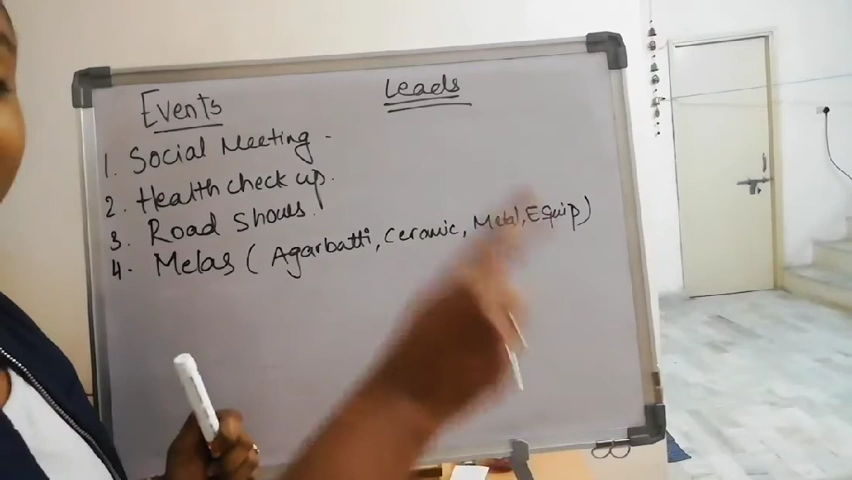 Events
Leads
1. Social Meeting -
2. Health check up.
3. Road Shows.
4. Melas ( Agarbatti, Ceramic, Metal, Equip)